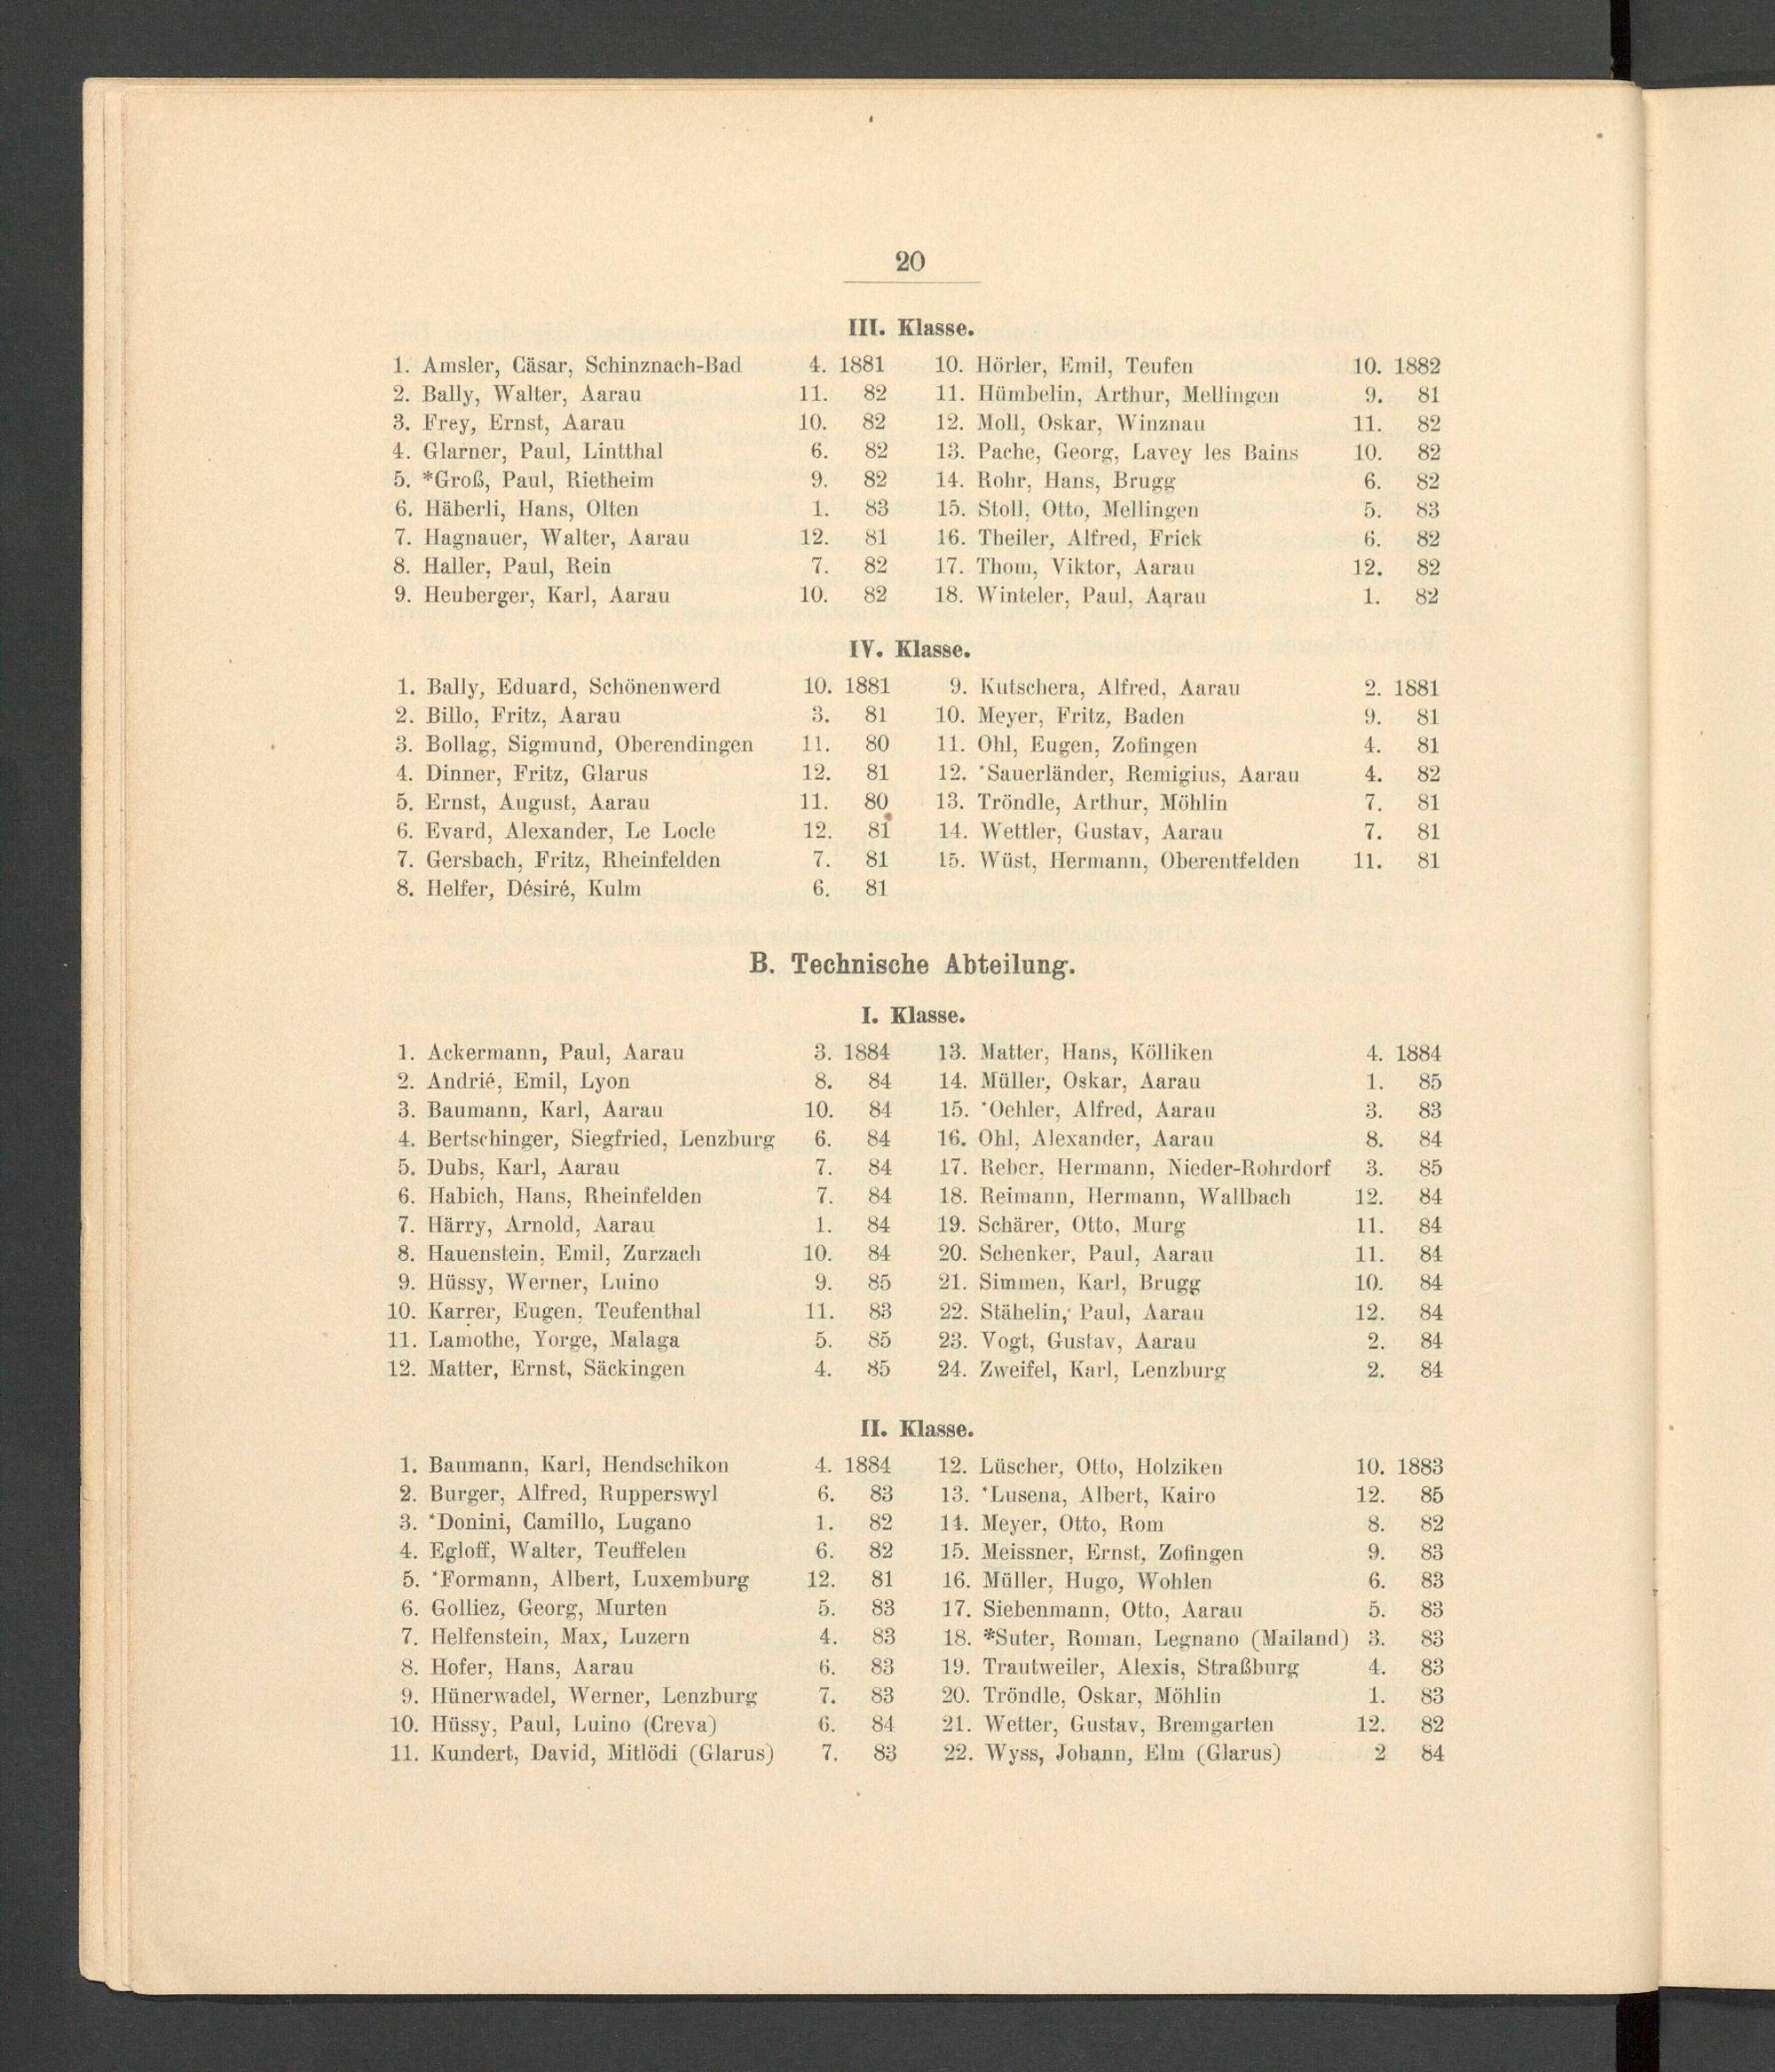 20
III. Klasse.
1. Amsler, Cäsar, Schinznach-Bad 4. 1881
2. Bally, Walter, Aarau 11. 82
3. Frey, Ernst, Aarau 10. 82
4. Glarner, Paul, Lintthal 6. 82
5. *Groß, Paul, Rietheim 9. 82
6. Häberli, Hans, Olten 1. 83
7. Hagnauer, Walter, Aarau 12. 81
8. Haller, Paul, Rein 7. 82
9. Heuberger, Karl, Aarau 10. 82
10. Hörler, Emil, Teufen 10. 1882
11. Hümbelin, Arthur, Mellingen 9. 81
12. Moll, Oskar, Winznau 11. 82
13. Pache, Georg, Lavey les Bains 10. 82
14. Rohr, Hans, Brugg 6. 82
15. Stoll, Otto, Mellingen 5. 83
16. Theiler, Alfred, Frick 6. 82
17. Thom, Viktor, Aarau 12. 82
18. Winteler, Paul, Aarau 1. 82
IV. Klasse.
1. Bally, Eduard, Schönenwerd 10. 1881
2. Billo, Fritz, Aarau 3. 81
3. Bollag, Sigmund, Oberendingen 11. 80
4. Dinner, Fritz, Glarus 12. 81
5. Ernst, August, Aarau 11. 80
6. Evard, Alexander, Le Locle 12. 81
7. Gersbach, Fritz, Rheinfelden 7. 81
8. Helfer, Désiré, Kulm 6. 81
9. Kutschera, Alfred, Aarau 2. 1881
10. Meyer, Fritz, Baden 9. 81
11. Ohl, Eugen, Zofingen 4. 81
12. *Sauerländer, Remigius, Aarau 4. 82
13. Tröndle, Arthur, Möhlin 7. 81
14. Wettler, Gustav, Aarau 7. 81
15. Wüst, Hermann, Oberentfelden 11. 81
B. Technische Abteilung.
I. Klasse.
1. Ackermann, Paul, Aarau 3. 1884
2. Andrié, Emil, Lyon 8. 84
3. Baumann, Karl, Aarau 10. 84
4. Bertschinger, Siegfried, Lenzburg 6. 84
5. Dubs, Karl, Aarau 7. 84
6. Habich, Hans, Rheinfelden 7. 84
7. Härry, Arnold, Aarau 1. 84
8. Hauenstein, Emil, Zurzach 10. 84
9. Hüssy, Werner, Luino 9. 85
10. Karrer, Eugen, Teufenthal 11. 83
11. Lamothe, Yorge, Malaga 5. 85
12. Matter, Ernst, Säckingen 4. 85
13. Matter, Hans, Kölliken 4. 1884
14. Müller, Oskar, Aarau 1. 85
15. *Oehler, Alfred, Aarau 3. 83
16. Ohl, Alexander, Aarau 8. 84
17. Reber, Hermann, Nieder-Rohrdorf 3. 85
18. Reimann, Hermann, Wallbach 12. 84
19. Schärer, Otto, Murg 11. 84
20. Schenker, Paul, Aarau 11. 84
21. Simmen, Karl, Brugg 10. 84
22. Stähelin, Paul, Aarau 12. 84
23. Vogt, Gustav, Aarau 2. 84
24. Zweifel, Karl, Lenzburg 2. 84
II. Klasse.
1. Baumann, Karl, Hendschikon 4. 1884
2. Burger, Alfred, Rupperswyl 6. 83
3. *Donini, Camillo, Lugano 1. 82
4. Egloff, Walter, Teuffelen 6. 82
5. *Formann, Albert, Luxemburg 12. 81
6. Golliez, Georg, Murten 5. 83
7. Helfenstein, Max, Luzern 4. 83
8. Hofer, Hans, Aarau 6. 83
9. Hünerwadel, Werner, Lenzburg 7. 83
10. Hüssy, Paul, Luino (Creva) 6. 84
11. Kundert, David, Mitlödi (Glarus) 7. 83
12. Lüscher, Otto, Holziken 10. 1883
13. *Lusena, Albert, Kairo 12. 85
14. Meyer, Otto, Rom 8. 82
15. Meissner, Ernst, Zofingen 9. 83
16. Müller, Hugo, Wohlen 6. 83
17. Siebenmann, Otto, Aarau 5. 83
18. *Suter, Roman, Legnano (Mailand) 3. 83
19. Trautweiler, Alexis, Straßburg 4. 83
20. Tröndle, Oskar, Möhlin 1. 83
21. Wetter, Gustav, Bremgarten 12. 82
22. Wyss, Johann, Elm (Glarus) 2 84